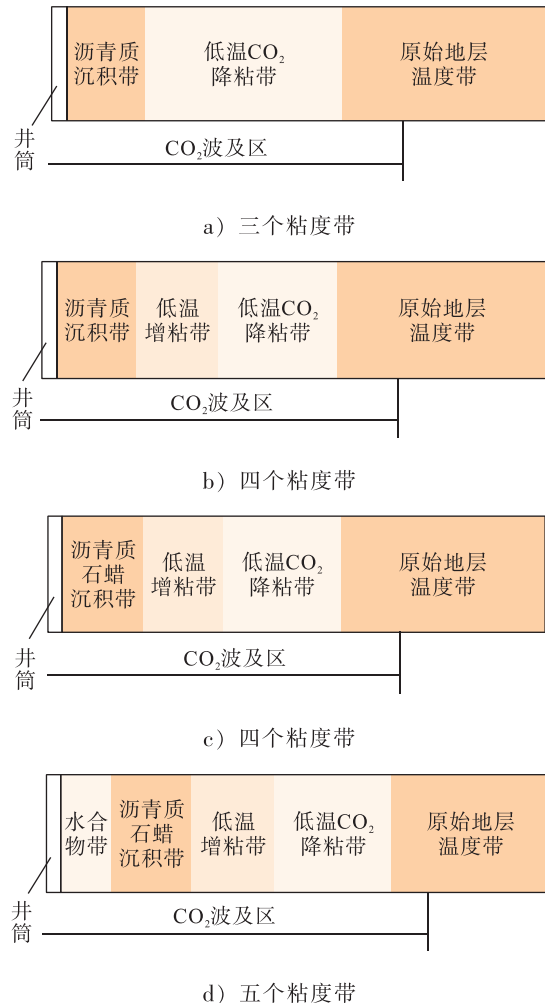 沥青质
沉积带
低温CO₂
降粘带
原始地层
温度带
井
筒
CO₂波及区
a）三个粘度带
沥青质
沉积带
低温
增粘带
低温CO₂
降粘带
原始地层
温度带
井
筒
CO₂波及区
b）四个粘度带
沥青质
石蜡
沉积带
低温
增粘带
低温CO₂
降粘带
原始地层
温度带
井
筒
CO₂波及区
c）四个粘度带
水合
物带
沥青质
石蜡
沉积带
低温
增粘带
低温CO₂
降粘带
原始地层
温度带
井
筒
CO₂波及区
d）五个粘度带